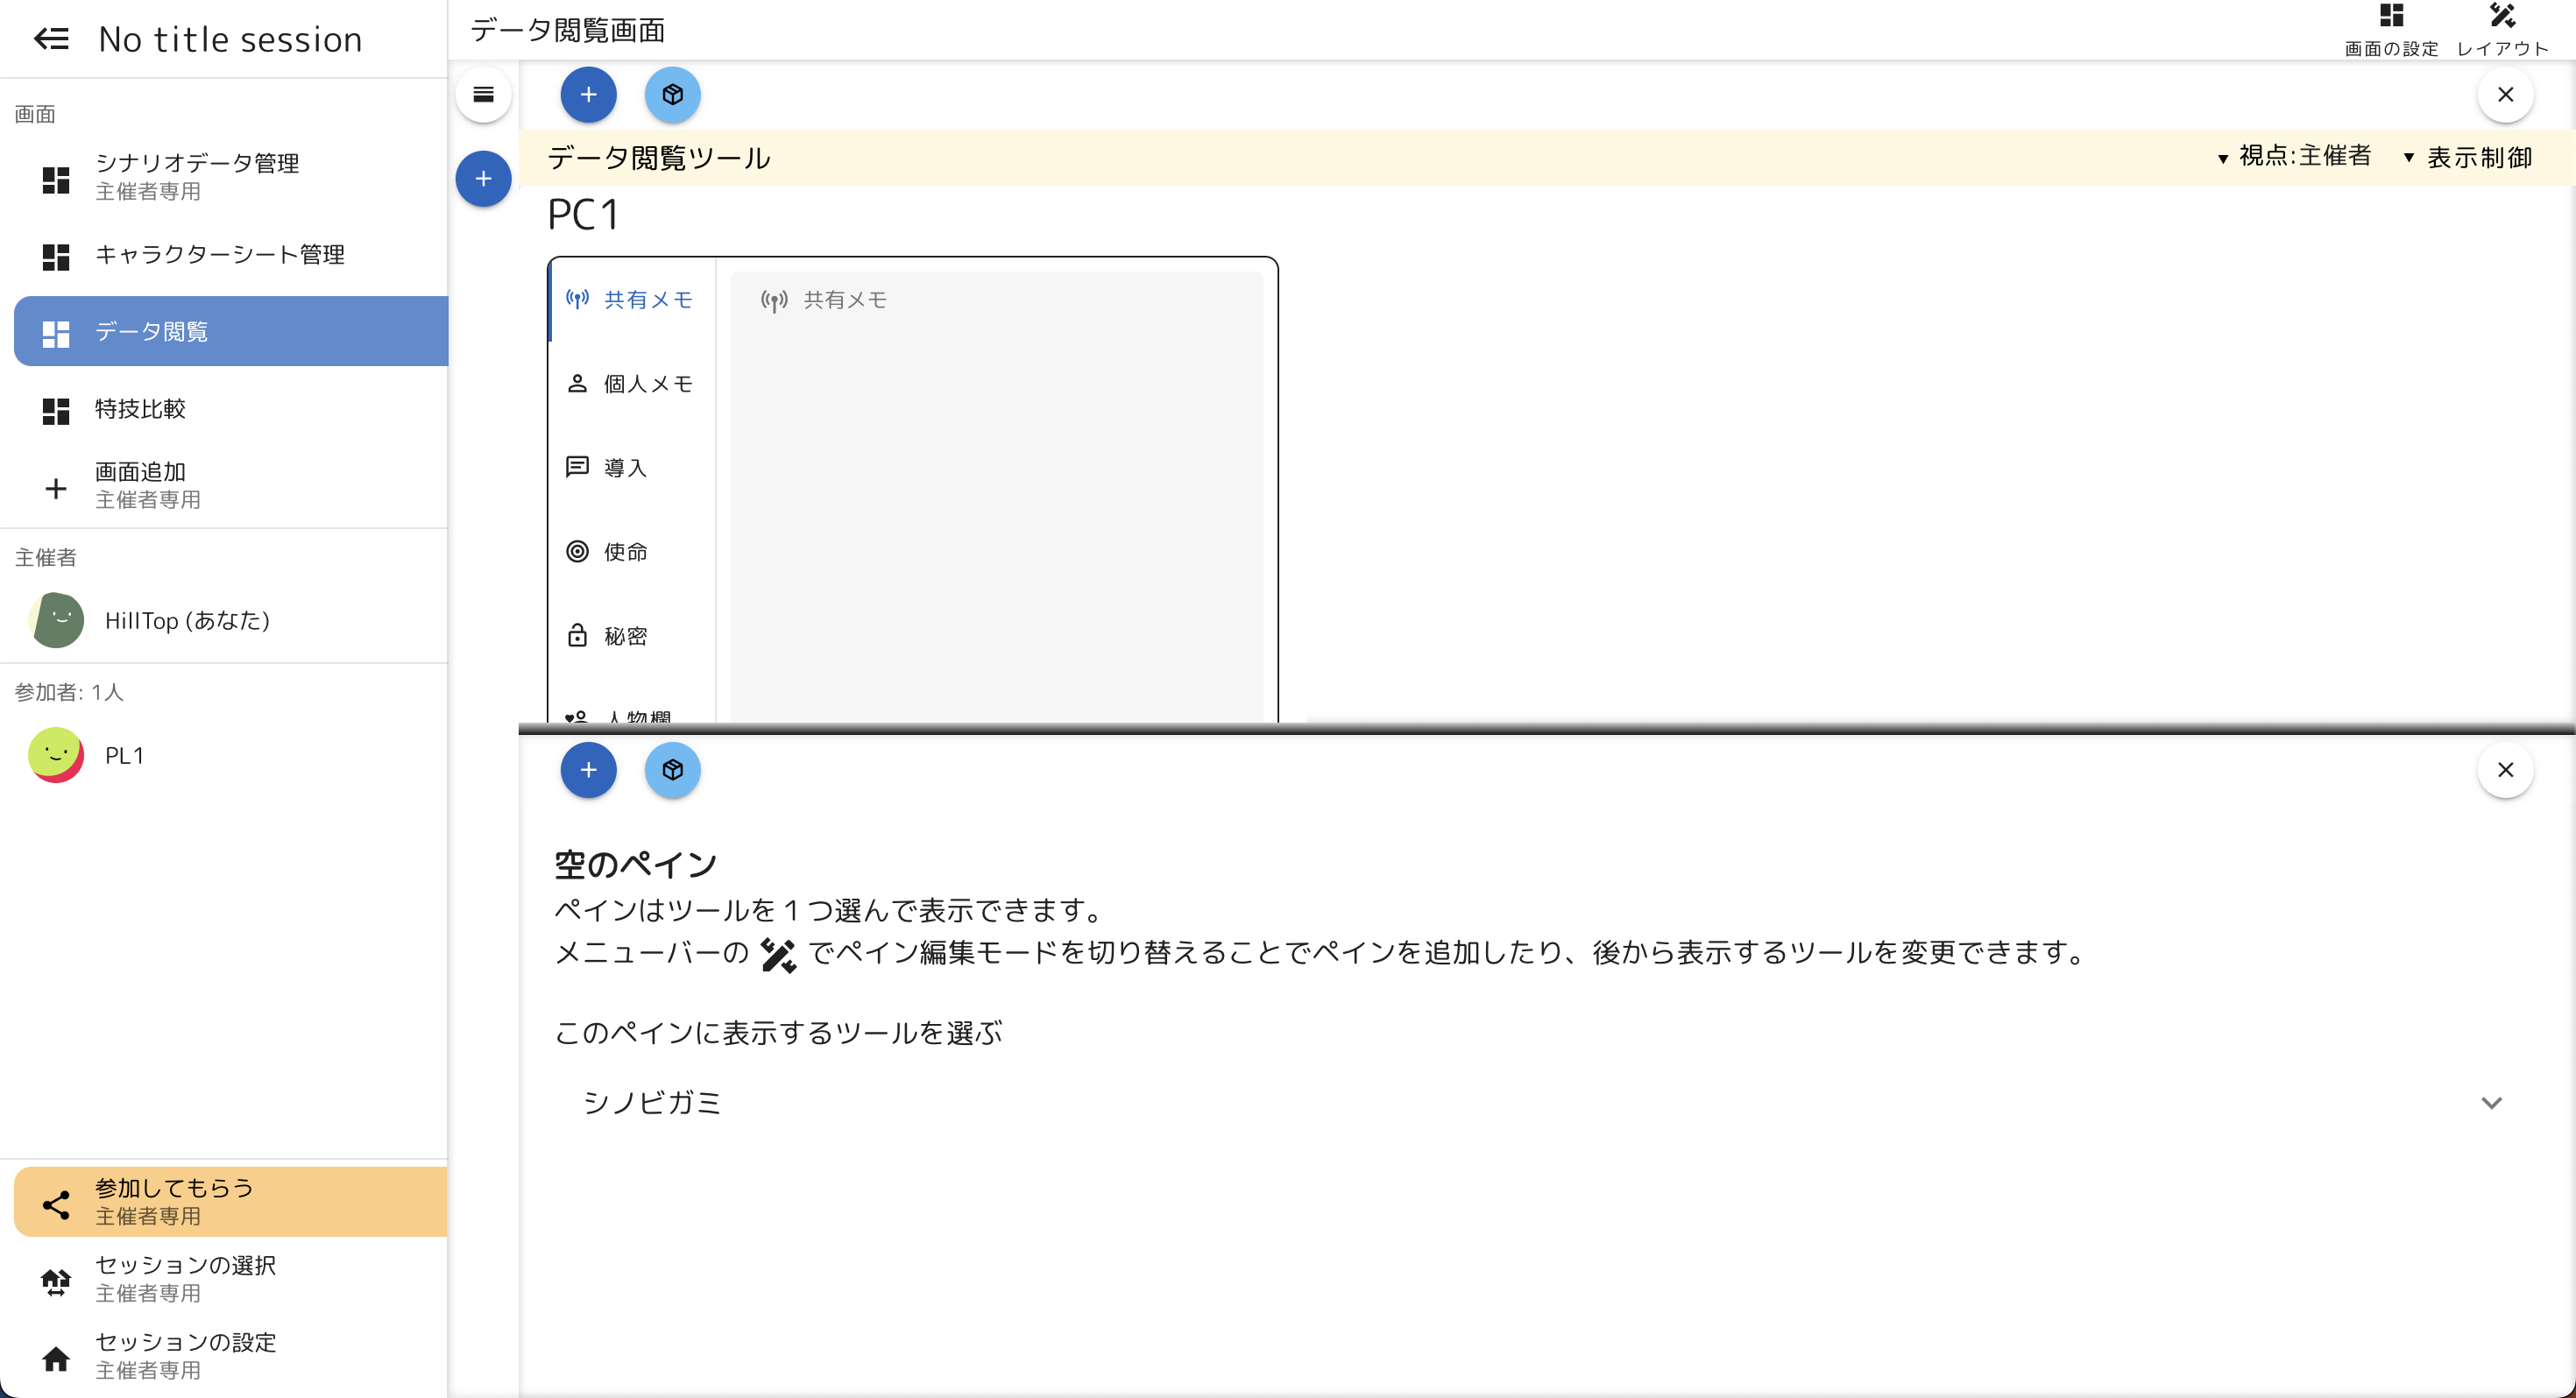 No title session
画面
シナリオデータ管理
主催者専用
キャラクターシート管理
データ閲覧
特技比較
画面追加
主催者専用
主催者
HillTop (あなた)
参加者: 1人
PL1
参加してもらう
主催者専用
セッションの選択
主催者専用
セッションの設定
主催者専用
データ閲覧画面
画面の設定
レイアウト
データ閲覧ツール
▼ 視点:主催者
▼ 表示制御
PC1
共有メモ
個人メモ
導入
使命
秘密
人物欄
共有メモ
空のペイン
ペインはツールを１つ選んで表示できます。
メニューバーの でペイン編集モードを切り替えることでペインを追加したり、後から表示するツールを変更できます。
このペインに表示するツールを選ぶ
シノビガミ